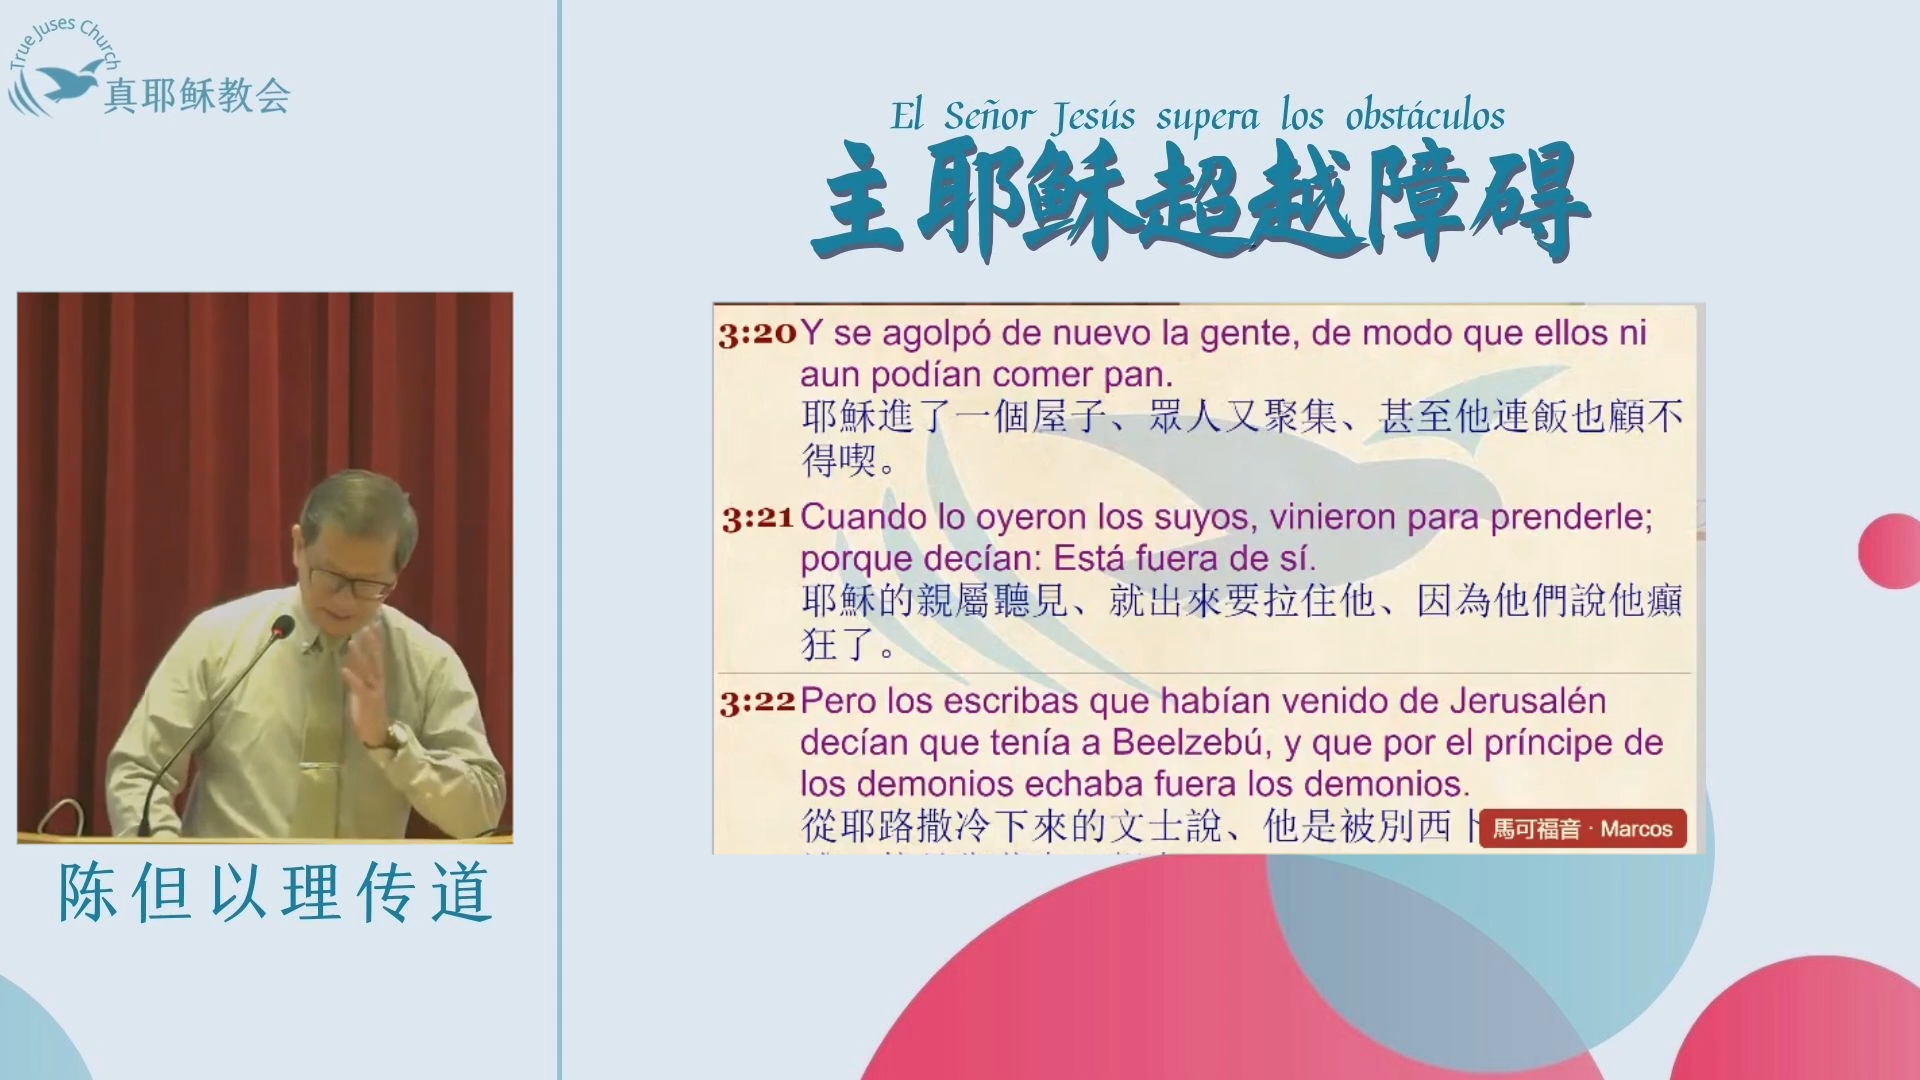 True Juses Church
真耶稣教会
El Señor Jesús supera los obstáculos
主耶稣超越障碍
3:20 Y se agolpó de nuevo la gente, de modo que ellos ni
aun podían comer pan.
耶穌進了一個屋子、眾人又聚集、甚至他連飯也顧不
得喫。
3:21 Cuando lo oyeron los suyos, vinieron para prenderle;
porque decían: Está fuera de sí.
耶穌的親屬聽見、就出來要拉住他、因為他們說他癲
狂了。
3:22 Pero los escribas que habían venido de Jerusalén
decían que tenía a Beelzebú, y que por el príncipe de
los demonios echaba fuera los demonios.
從耶路撒冷下來的文士說、他是被別西卜
馬可福音 · Marcos
陈但以理传道